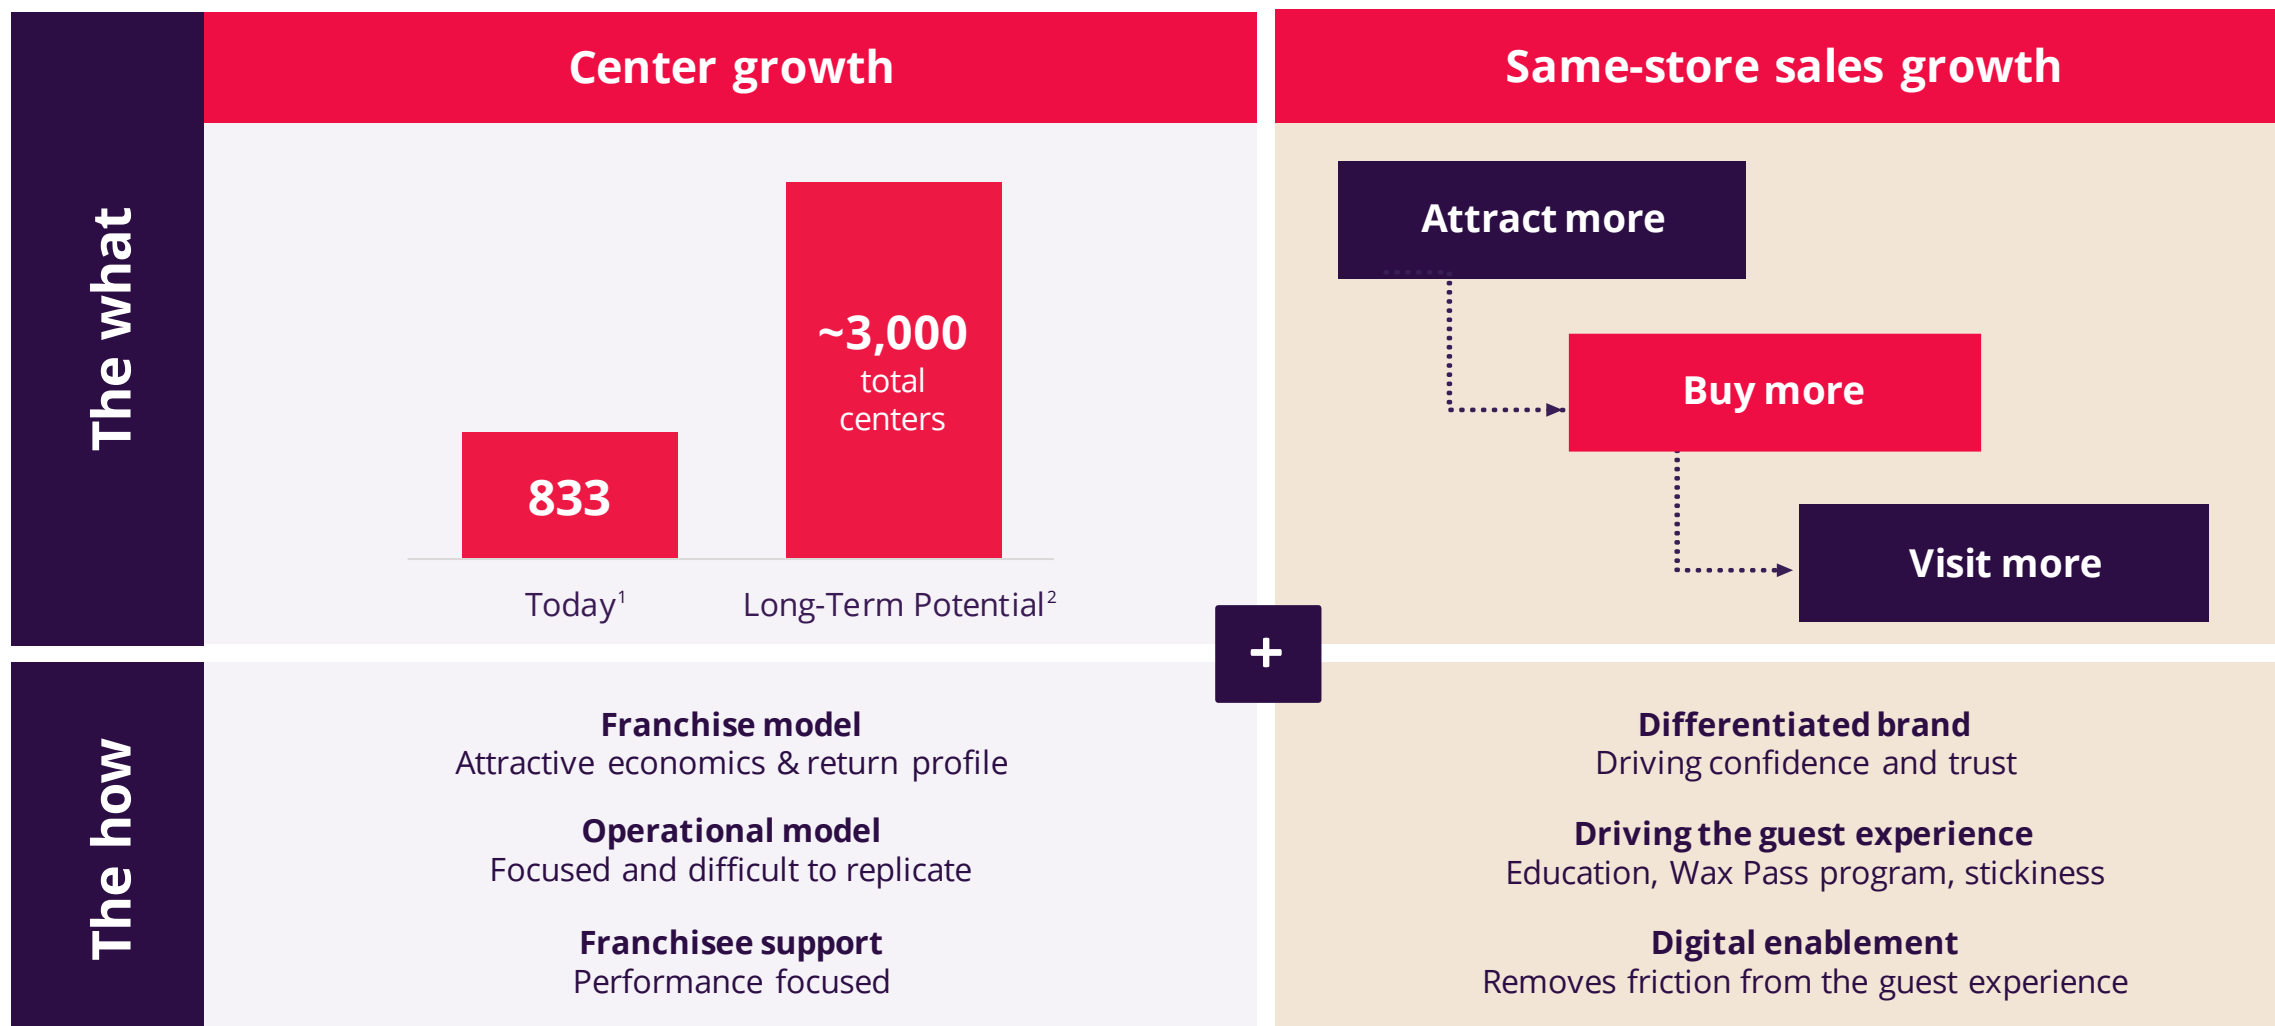 The what
Center growth
833
~3,000
total
centers
Today¹
Long-Term Potential²
Same-store sales growth
Attract more
Buy more
Visit more
+
The how
Franchise model
Attractive economics & return profile
Operational model
Focused and difficult to replicate
Franchisee support
Performance focused
Differentiated brand
Driving confidence and trust
Driving the guest experience
Education, Wax Pass program, stickiness
Digital enablement
Removes friction from the guest experience